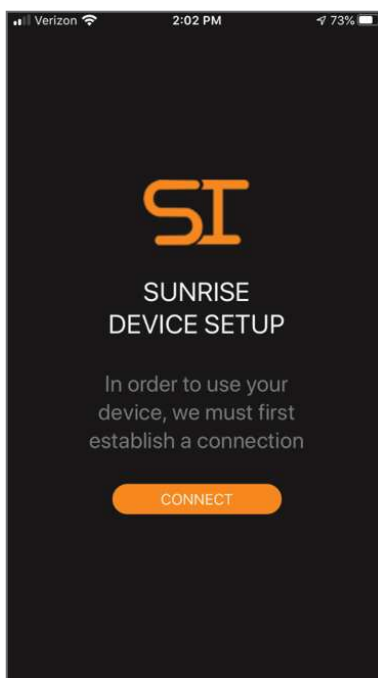 Verizon 2:02 PM 73%
SI
SUNRISE
DEVICE SETUP
In order to use your
device, we must first
establish a connection
CONNECT